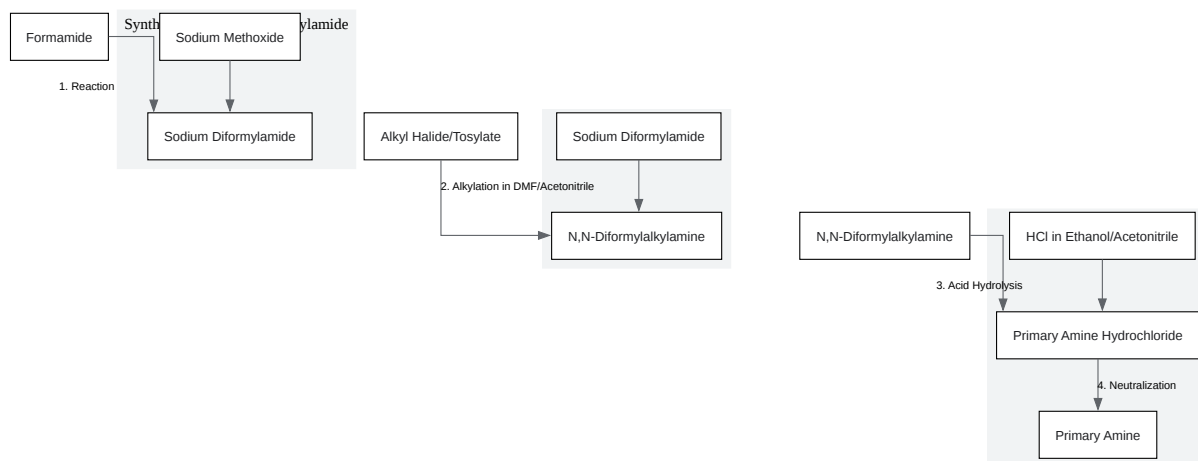 Synth ylamide
Formamide
Sodium Methoxide
1. Reaction
Sodium Diformylamide
Alkyl Halide/Tosylate
Sodium Diformylamide
2. Alkylation in DMF/Acetonitrile
N,N-Diformylalkylamine
N,N-Diformylalkylamine
HCl in Ethanol/Acetonitrile
3. Acid Hydrolysis
Primary Amine Hydrochloride
4. Neutralization
Primary Amine